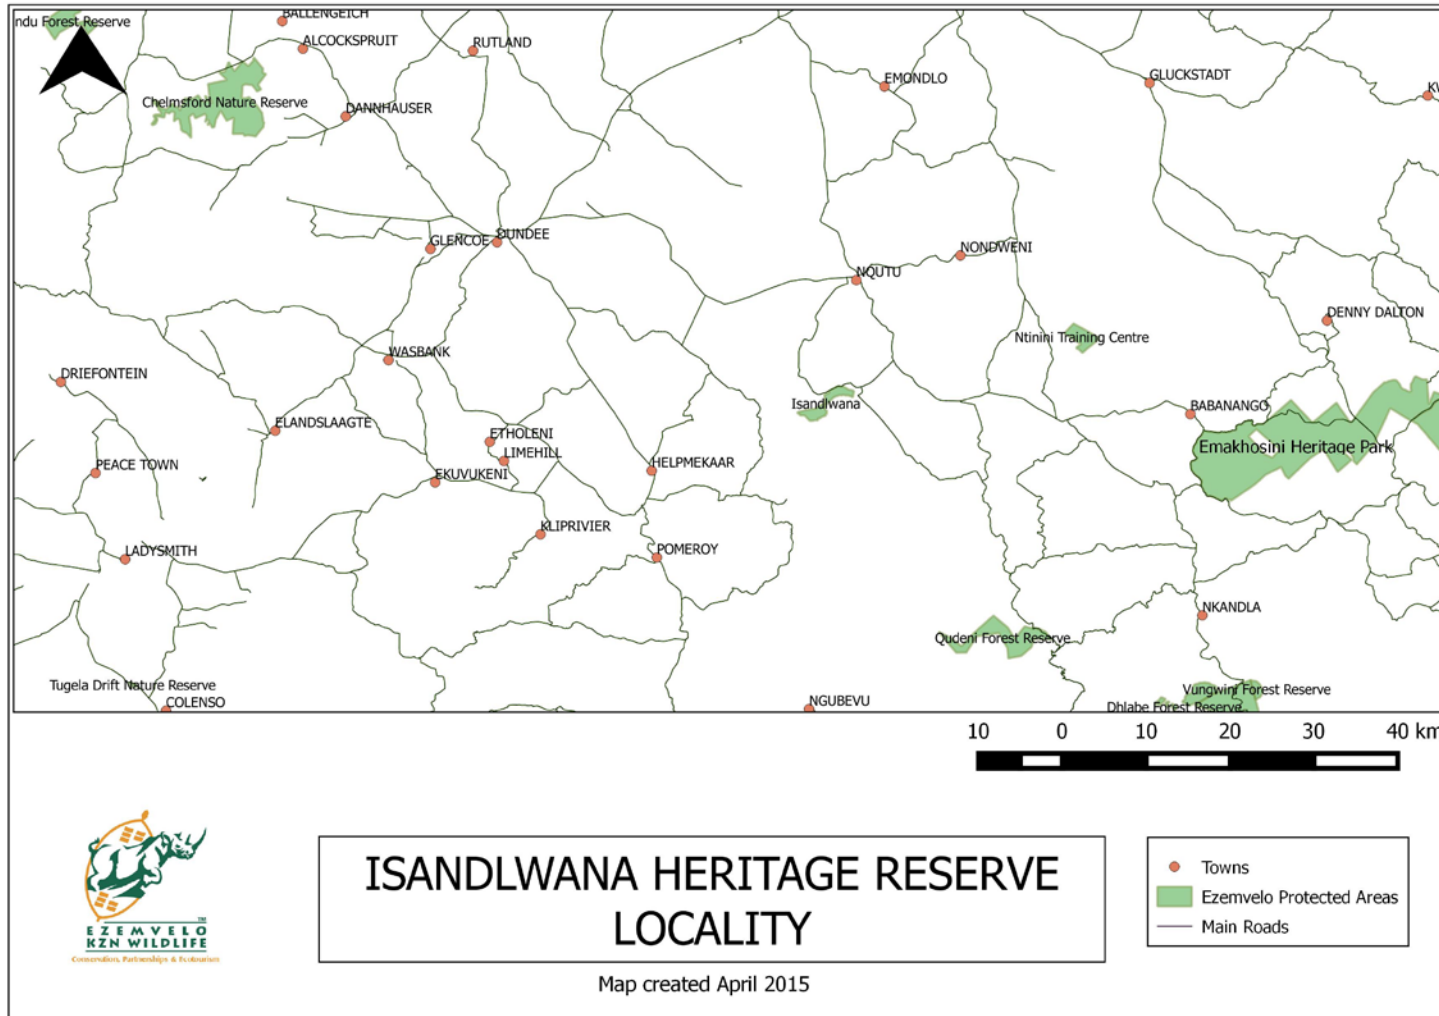 BALLENGEICH
ndu Forest Reserve
ALCOCKSPRUIT
RUTLAND
EMONDLO
GLUCKSTADT
Chelmsford Nature Reserve
DANNHAUSER
GLENCOE
DUNDEE
NONDWENI
NQUTU
DENNY DALTON
Ntinini Training Centre
WASBANK
DRIEFONTEIN
Isandlwana
BABANANGO
ELANDSLAAGTE
ETHOLENI
LIMEHILL
Emakhosini Heritage Park
PEACE TOWN
HELPMEKAAR
EKUVUKENI
KLIPRIVIER
LADYSMITH
POMEROY
NKANDLA
Qudeni Forest Reserve
Tugela Drift Nature Reserve
Vungwini Forest Reserve
COLENSO
NGUBEVU
Dhlabe Forest Reserve
10 0 10 20 30 40 km
ISANDLWANA HERITAGE RESERVE
LOCALITY
Map created April 2015
Towns
Ezemvelo Protected Areas
Main Roads
TM
EZEMVELO
KZN WILDLIFE
Conservation, Partnerships & Ecotourism